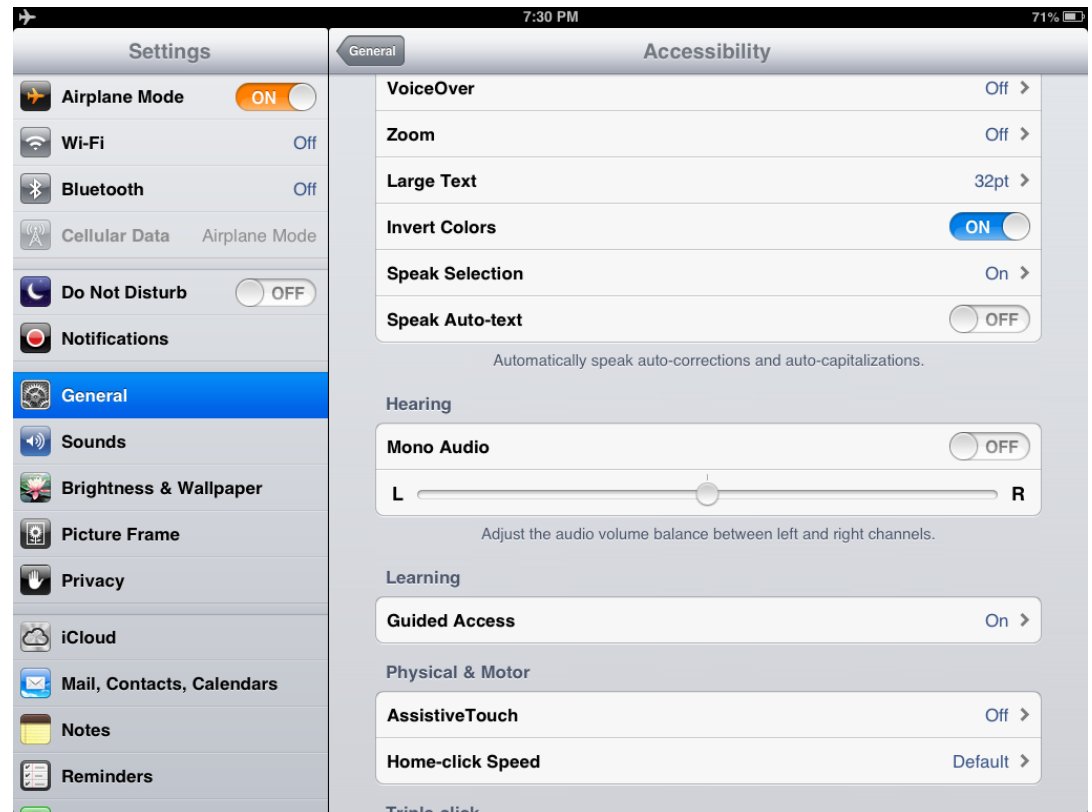 7:30 PM
71%
Settings
Airplane Mode ON
Wi-Fi Off
Bluetooth Off
Cellular Data Airplane Mode
Do Not Disturb OFF
Notifications
General
Sounds
Brightness & Wallpaper
Picture Frame
Privacy
iCloud
Mail, Contacts, Calendars
Notes
Reminders
General
Accessibility
VoiceOver Off
Zoom Off
Large Text 32pt
Invert Colors ON
Speak Selection On
Speak Auto-text OFF
Automatically speak auto-corrections and auto-capitalizations.
Hearing
Mono Audio OFF
L R
Adjust the audio volume balance between left and right channels.
Learning
Guided Access On
Physical & Motor
AssistiveTouch Off
Home-click Speed Default
Triple-click